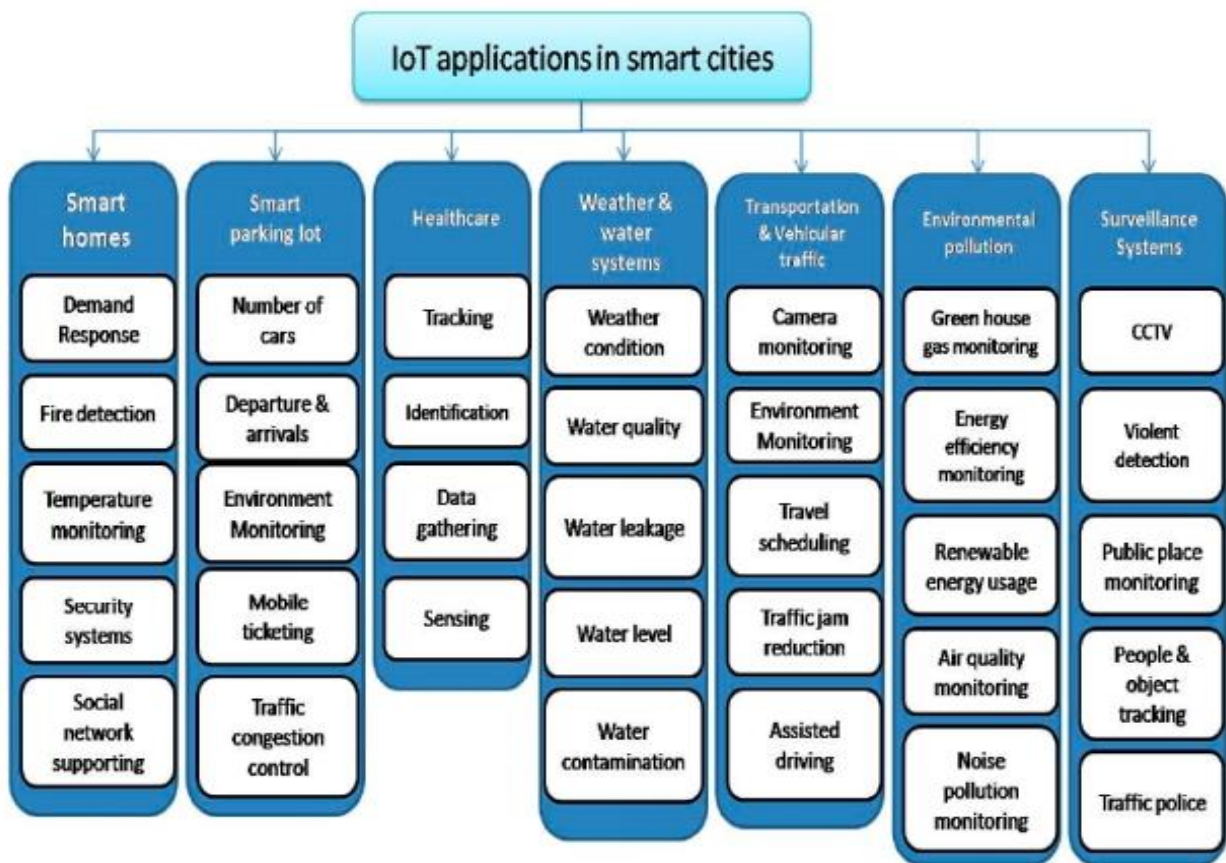 IoT applications in smart cities
Smart
homes
Demand
Response
Fire detection
Temperature
monitoring
Security
systems
Social
network
supporting
Smart
parking lot
Number of
cars
Departure &
arrivals
Environment
Monitoring
Mobile
ticketing
Traffic
congestion
control
Healthcare
Tracking
Identification
Data
gathering
Sensing
Weather &
water
systems
Weather
condition
Water quality
Water leakage
Water level
Water
contamination
Transportation
& Vehicular
traffic
Camera
monitoring
Environment
Monitoring
Travel
scheduling
Traffic jam
reduction
Assisted
driving
Environmental
pollution
Green house
gas monitoring
Energy
efficiency
monitoring
Renewable
energy usage
Air quality
monitoring
Noise
pollution
monitoring
Surveillance
Systems
CCTV
Violent
detection
Public place
monitoring
People &
object
tracking
Traffic police